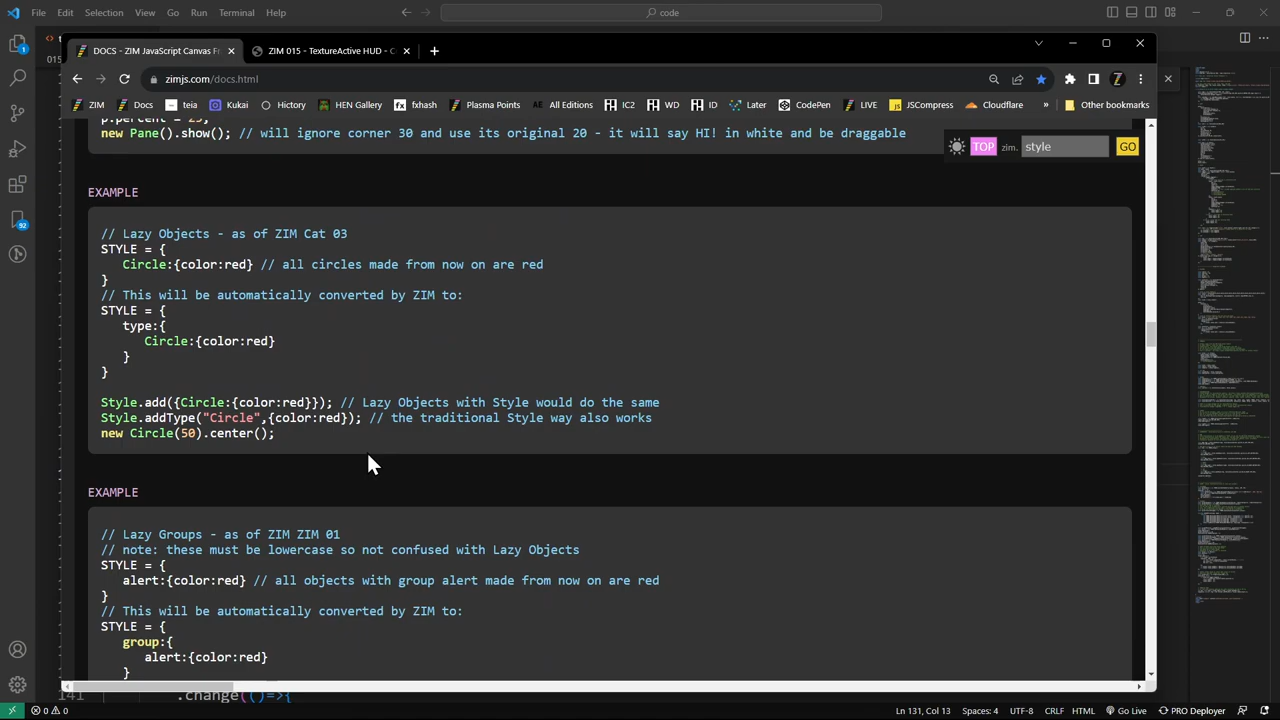 File Edit Selection View Go Run Terminal Help
code
DOCS - ZIM JavaScript Canvas Fr
ZIM 015 - TextureActive HUD - C
zimjs.com/docs.html
ZIM Docs teia Kukai Hictory HEN Gallery fxhash Plasma Points All Editions IC2 WD ID Later CodePen LIVE JSCompress Cloudflare » Other bookmarks
new Pane().show(); // will ignore corner 30 and use its original 20 - it will say HI! in white and be draggable
TOP zim. style GO
EXAMPLE
// Lazy Objects - as of ZIM Cat 03
STYLE = {
Circle:{color:red} // all circles made from now on are red
}
// This will be automatically converted by ZIM to:
STYLE = {
type:{
Circle:{color:red}
}
}
Style.add({Circle:{color:red}}); // Lazy Objects with Style would do the same
Style.addType("Circle",{color:red}); // the traditional Style way also works
new Circle(50).center();
EXAMPLE
// Lazy Groups - as of ZIM ZIM 01
// note: these must be lowercase so not confused with Lazy Objects
STYLE = {
alert:{color:red} // all objects with group alert made from now on are red
}
// This will be automatically converted by ZIM to:
STYLE = {
group:{
alert:{color:red}
}
141 .change(()=>{
0 0 Ln 131, Col 13 Spaces: 4 UTF-8 CRLF HTML Go Live PRO Deployer